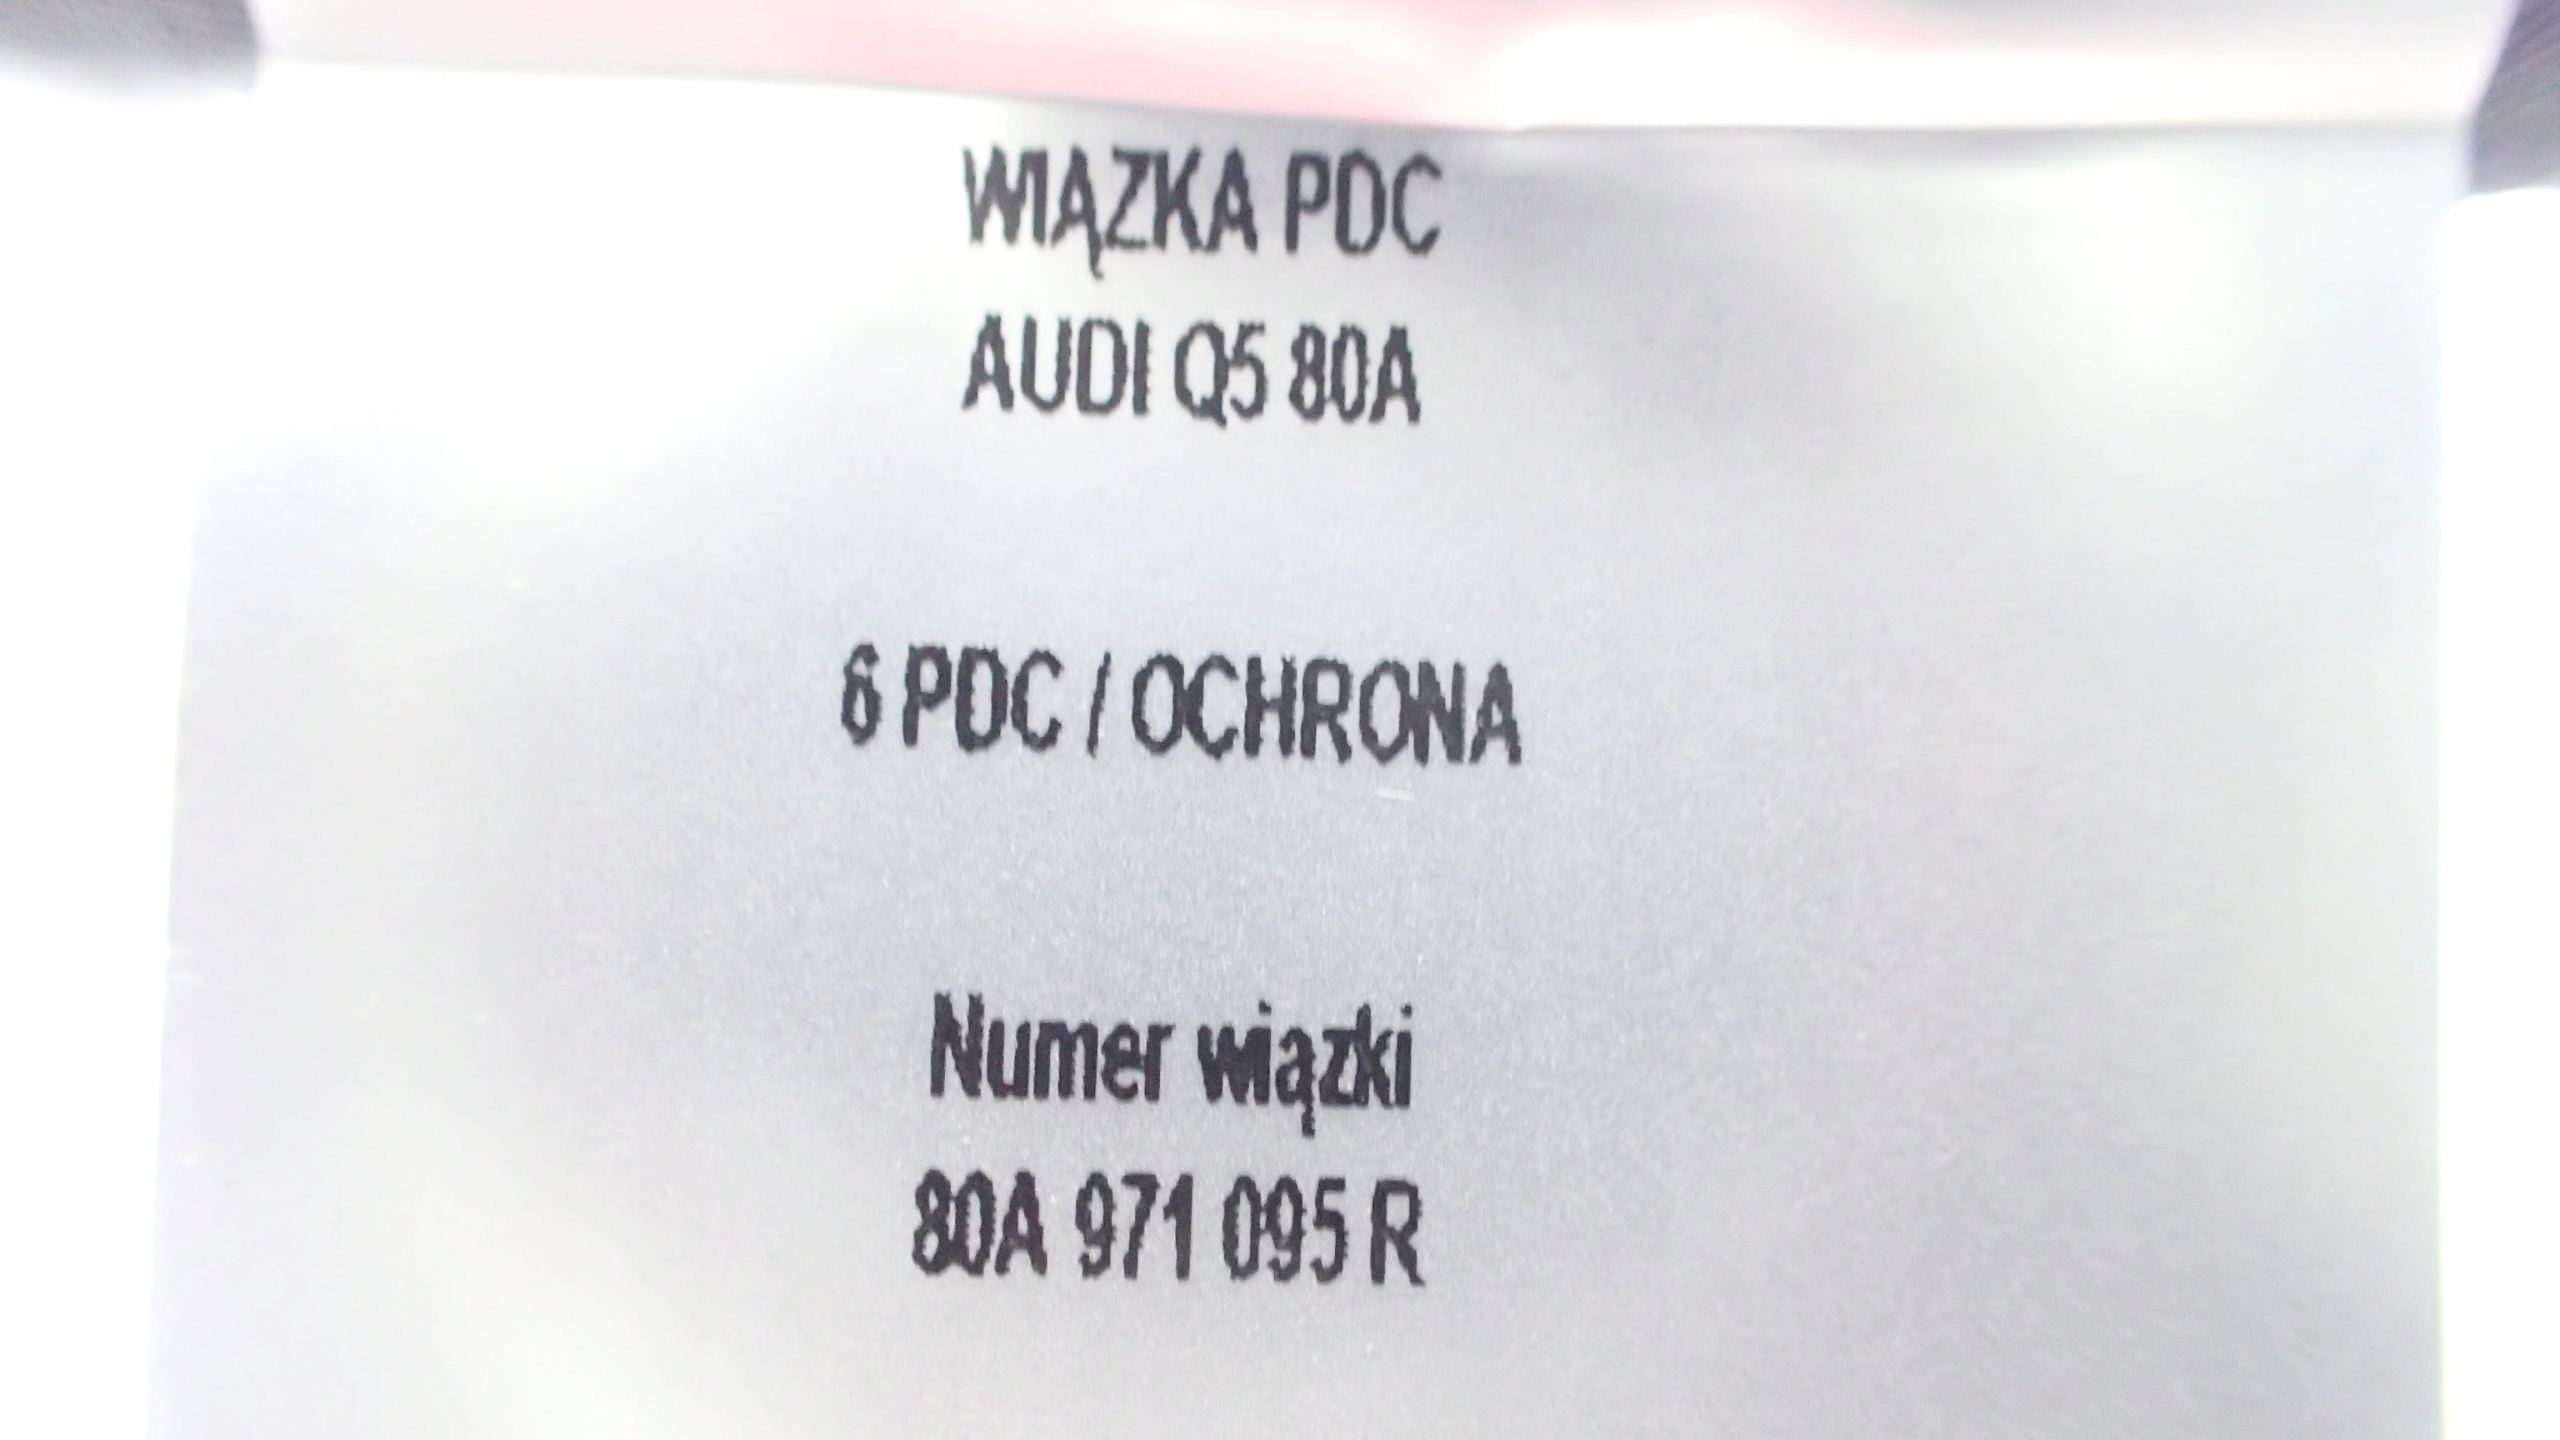 WIĄZKA PDC
AUDI Q5 80A
6 PDC / OCHRONA
Numer wiązki
80A 971 095 R